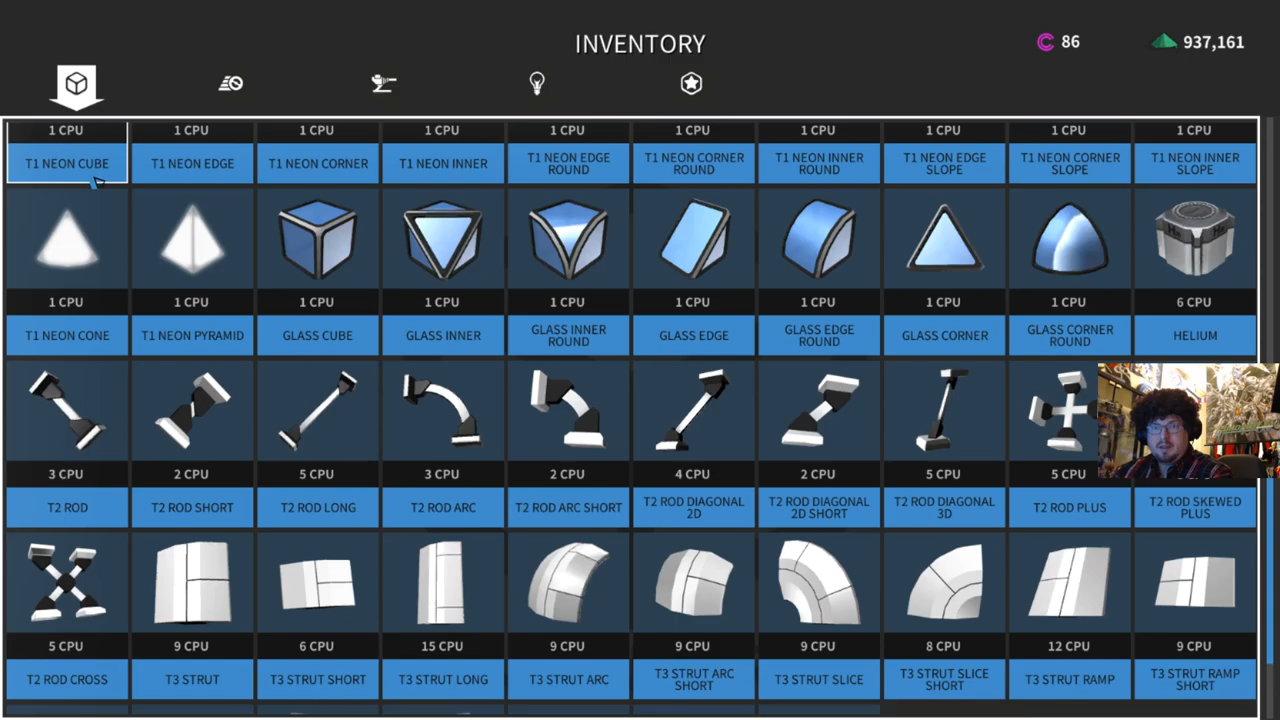 INVENTORY
86
937,161
1 CPU
1 CPU
1 CPU
1 CPU
1 CPU
1 CPU
1 CPU
1 CPU
1 CPU
1 CPU
T1 NEON CUBE
T1 NEON EDGE
T1 NEON CORNER
T1 NEON INNER
T1 NEON EDGE
ROUND
T1 NEON CORNER
ROUND
T1 NEON INNER
ROUND
T1 NEON EDGE
SLOPE
T1 NEON CORNER
SLOPE
T1 NEON INNER
SLOPE
1 CPU
1 CPU
1 CPU
1 CPU
1 CPU
1 CPU
1 CPU
1 CPU
1 CPU
6 CPU
T1 NEON CONE
T1 NEON PYRAMID
GLASS CUBE
GLASS INNER
GLASS INNER
ROUND
GLASS EDGE
GLASS EDGE
ROUND
GLASS CORNER
GLASS CORNER
ROUND
HELIUM
3 CPU
2 CPU
5 CPU
3 CPU
2 CPU
4 CPU
2 CPU
5 CPU
5 CPU
T2 ROD
T2 ROD SHORT
T2 ROD LONG
T2 ROD ARC
T2 ROD ARC SHORT
T2 ROD DIAGONAL
2D
T2 ROD DIAGONAL
2D SHORT
T2 ROD DIAGONAL
3D
T2 ROD PLUS
T2 ROD SKEWED
PLUS
5 CPU
9 CPU
6 CPU
15 CPU
9 CPU
9 CPU
9 CPU
8 CPU
12 CPU
9 CPU
T2 ROD CROSS
T3 STRUT
T3 STRUT SHORT
T3 STRUT LONG
T3 STRUT ARC
T3 STRUT ARC
SHORT
T3 STRUT SLICE
T3 STRUT SLICE
SHORT
T3 STRUT RAMP
T3 STRUT RAMP
SHORT